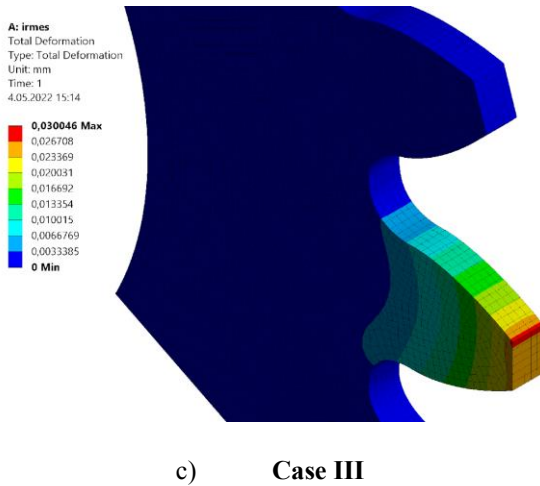 A: irmes
Total Deformation
Type: Total Deformation
Unit: mm
Time: 1
4.05.2022 15:14
0,030046 Max
0,026708
0,023369
0,020031
0,016692
0,013354
0,010015
0,0066769
0,0033385
0 Min
c) Case III